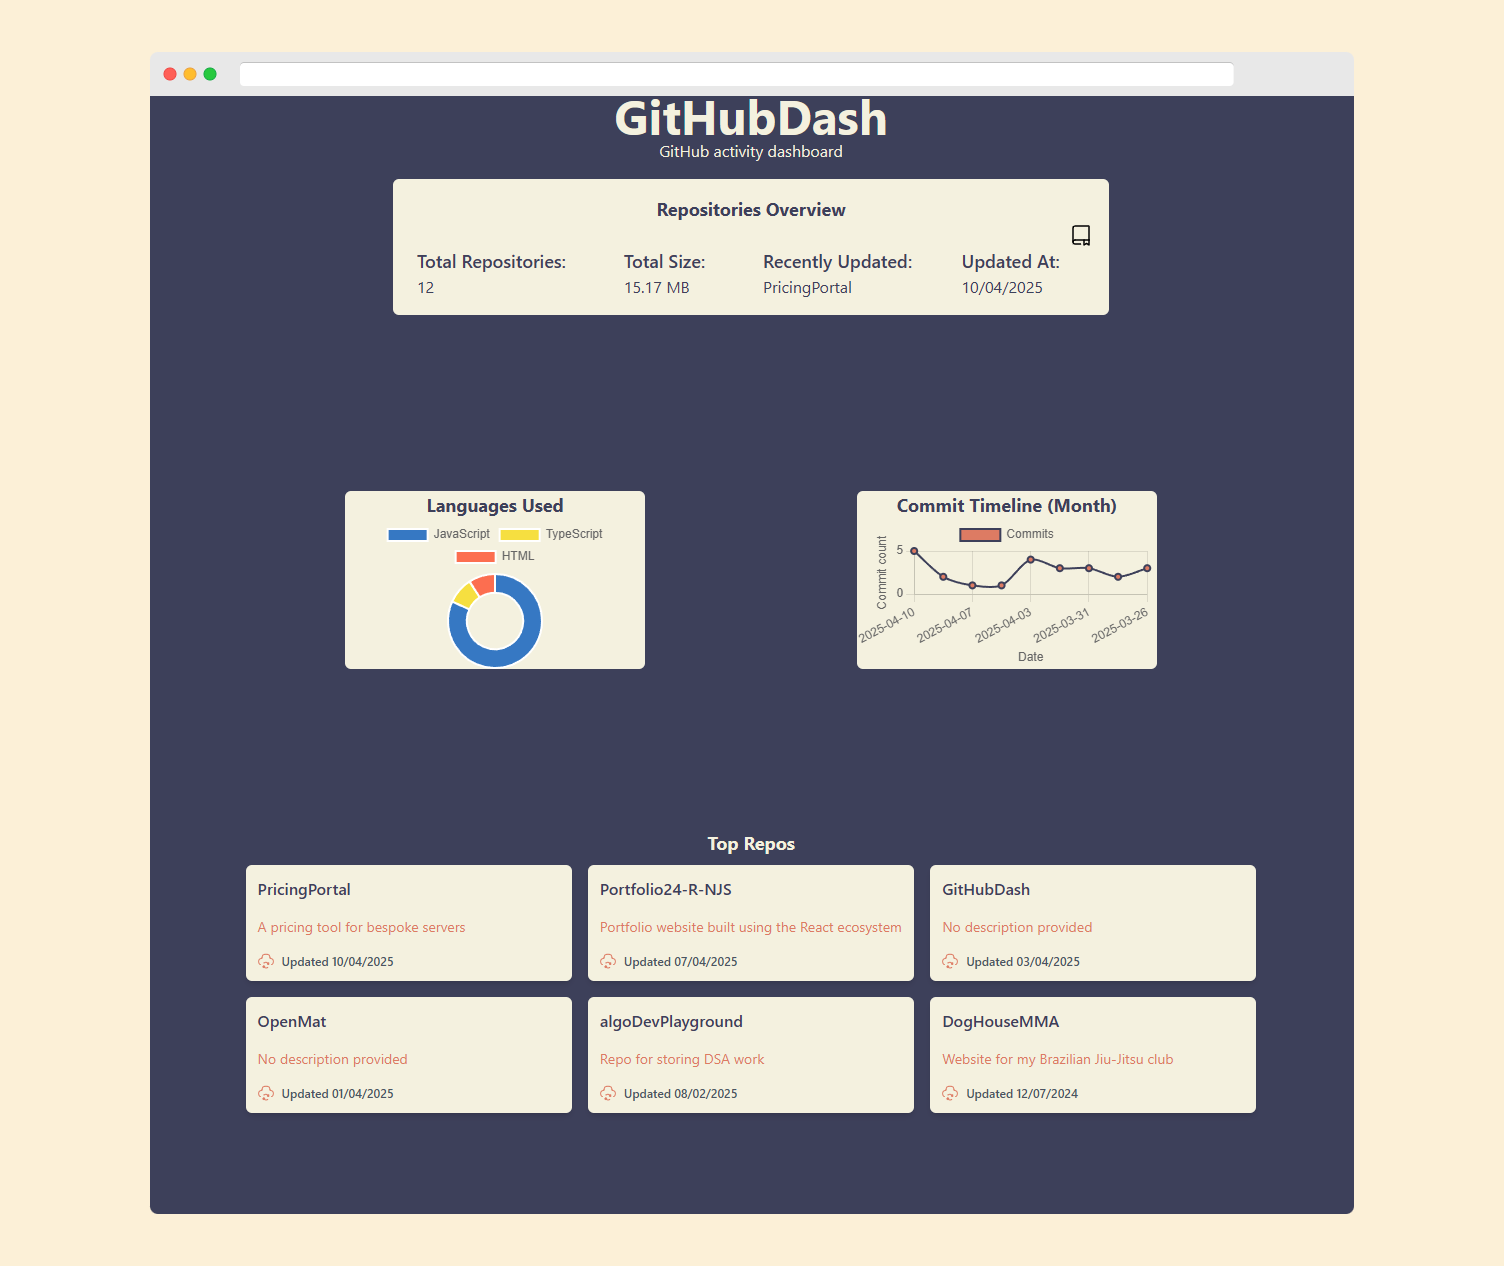 GitHubDash
GitHub activity dashboard
Repositories Overview
Total Repositories: Total Size: Recently Updated: Updated At:
12 15.17 MB PricingPortal 10/04/2025
Languages Used
JavaScript TypeScript
HTML
Commit Timeline (Month)
Commits
Commit count
5
0
2025-04-10 2025-04-07 2025-04-03 2025-03-31 2025-03-26
Date
Top Repos
PricingPortal
A pricing tool for bespoke servers
Updated 10/04/2025
Portfolio24-R-NJS
Portfolio website built using the React ecosystem
Updated 07/04/2025
GitHubDash
No description provided
Updated 03/04/2025
OpenMat
No description provided
Updated 01/04/2025
algoDevPlayground
Repo for storing DSA work
Updated 08/02/2025
DogHouseMMA
Website for my Brazilian Jiu-Jitsu club
Updated 12/07/2024